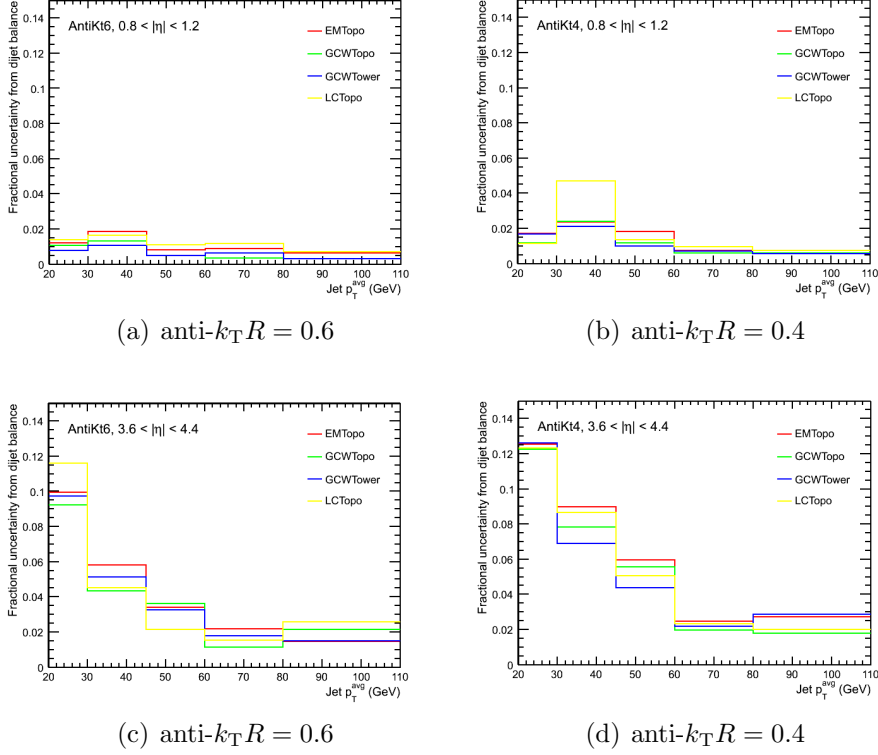 Fractional uncertainty from dijet balance
0.14
0.12
0.1
0.08
0.06
0.04
0.02
0
AntiKt6, 0.8 < |η| < 1.2
EMTopo
GCWTopo
GCWTower
LCTopo
20 30 40 50 60 70 80 90 100 110
Jet p_T^avg (GeV)
(a) anti-k_T R = 0.6
Fractional uncertainty from dijet balance
0.14
0.12
0.1
0.08
0.06
0.04
0.02
0
AntiKt4, 0.8 < |η| < 1.2
EMTopo
GCWTopo
GCWTower
LCTopo
20 30 40 50 60 70 80 90 100 110
Jet p_T^avg (GeV)
(b) anti-k_T R = 0.4
Fractional uncertainty from dijet balance
0.14
0.12
0.1
0.08
0.06
0.04
0.02
0
AntiKt6, 3.6 < |η| < 4.4
EMTopo
GCWTopo
GCWTower
LCTopo
20 30 40 50 60 70 80 90 100 110
Jet p_T^avg (GeV)
(c) anti-k_T R = 0.6
Fractional uncertainty from dijet balance
0.14
0.12
0.1
0.08
0.06
0.04
0.02
0
AntiKt4, 3.6 < |η| < 4.4
EMTopo
GCWTopo
GCWTower
LCTopo
20 30 40 50 60 70 80 90 100 110
Jet p_T^avg (GeV)
(d) anti-k_T R = 0.4